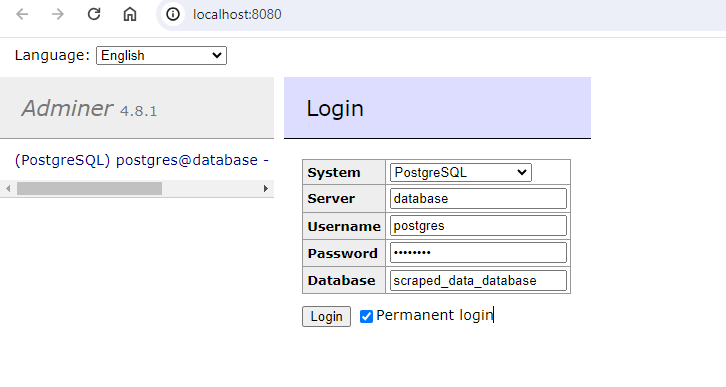 localhost:8080
Language: English
Adminer 4.8.1
(PostgreSQL) postgres@database -
Login
System PostgreSQL
Server database
Username postgres
Password ••••••••
Database scraped_data_database
Login Permanent login